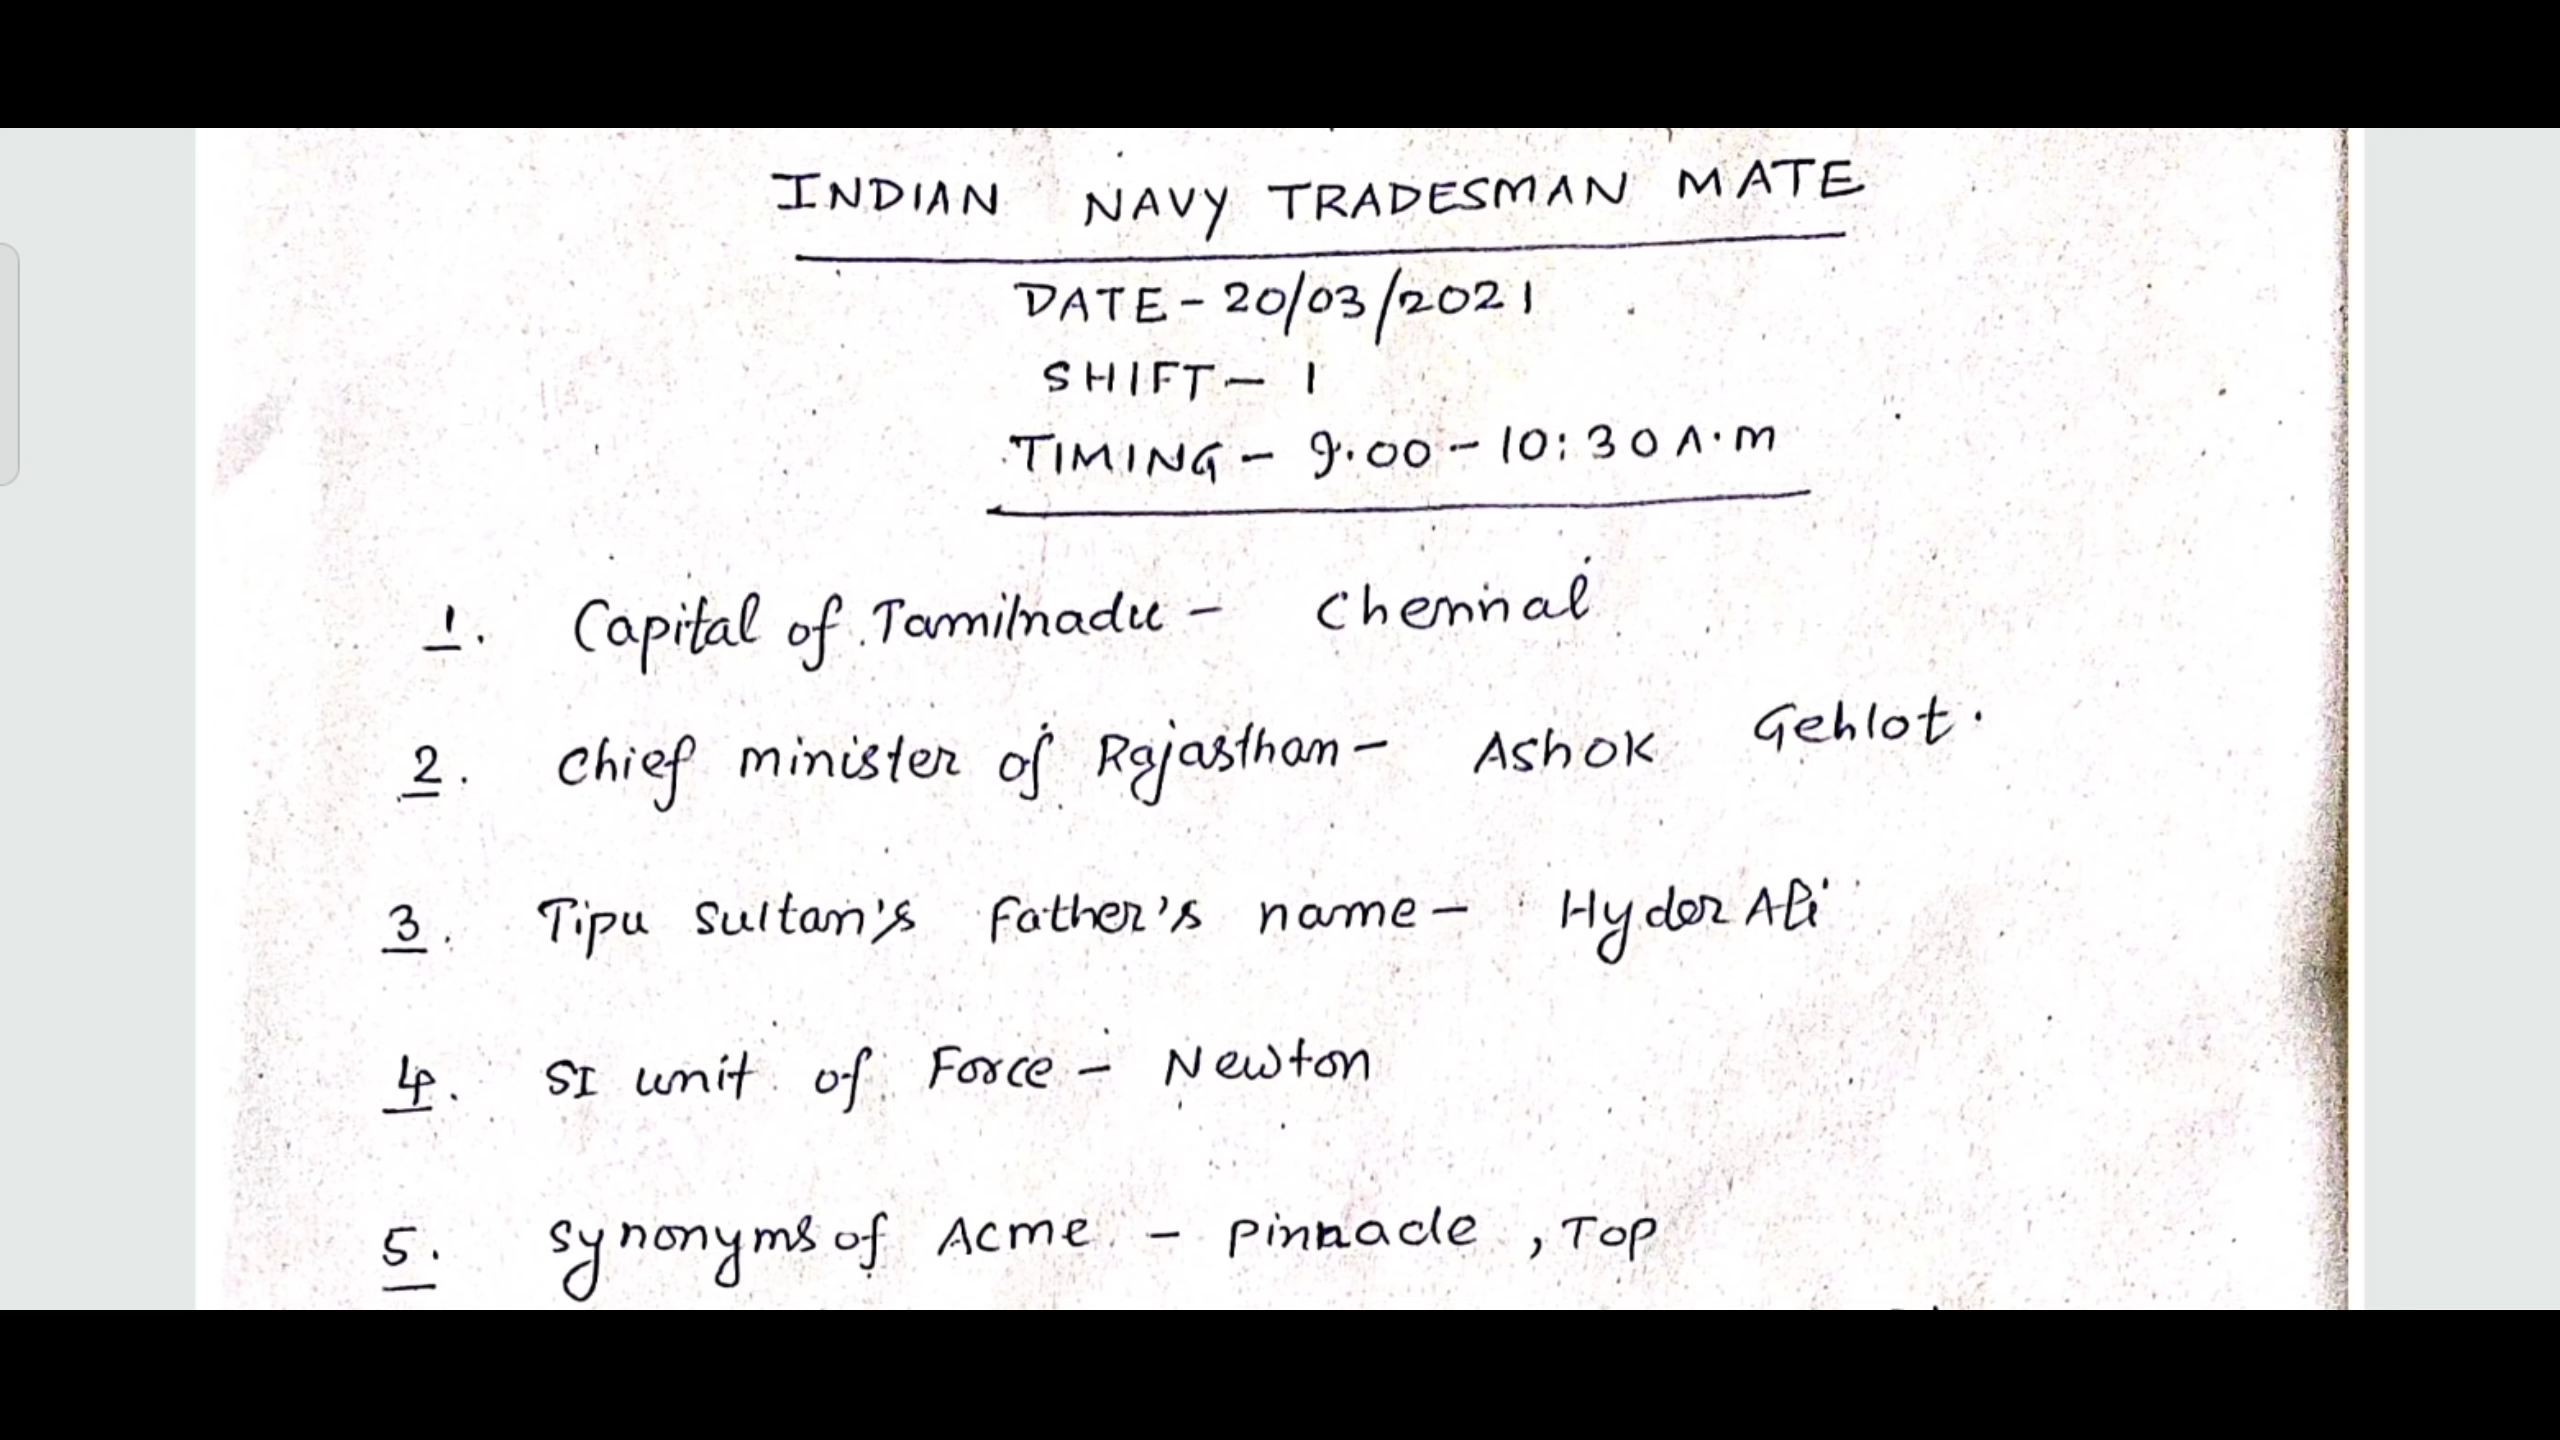 INDIAN NAVY TRADESMAN MATE
DATE - 20/03/2021
SHIFT - 1
TIMING - 9.00 - 10:30 A.M
1. Capital of Tamilnadu - Chennai
2. Chief minister of Rajasthan - Ashok Gehlot.
3. Tipu Sultan's Father's name - Hyder Ali
4. SI unit of Force - Newton
5. Synonyms of Acme - Pinnacle, Top